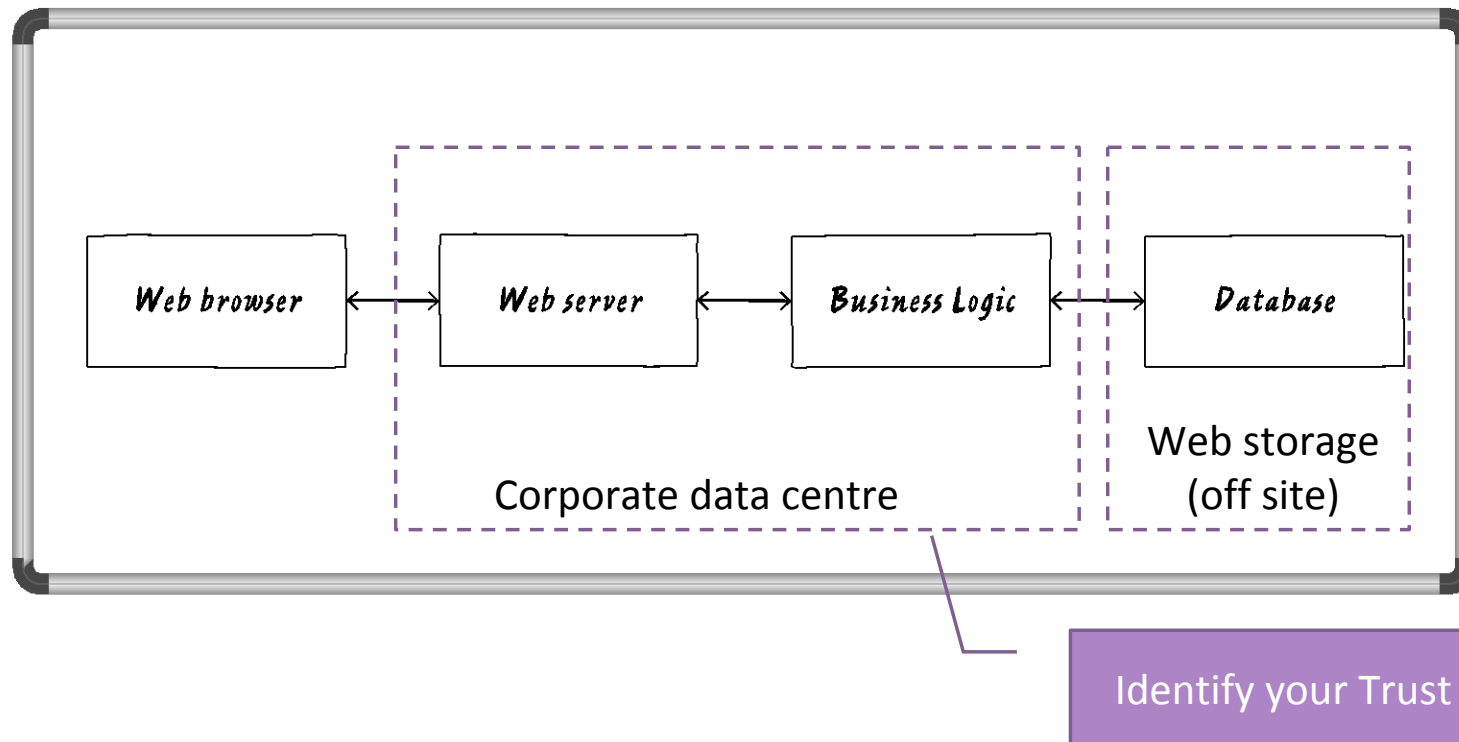 Web browser
Web server
Business Logic
Database
Corporate data centre
Web storage
(off site)
Identify your Trust